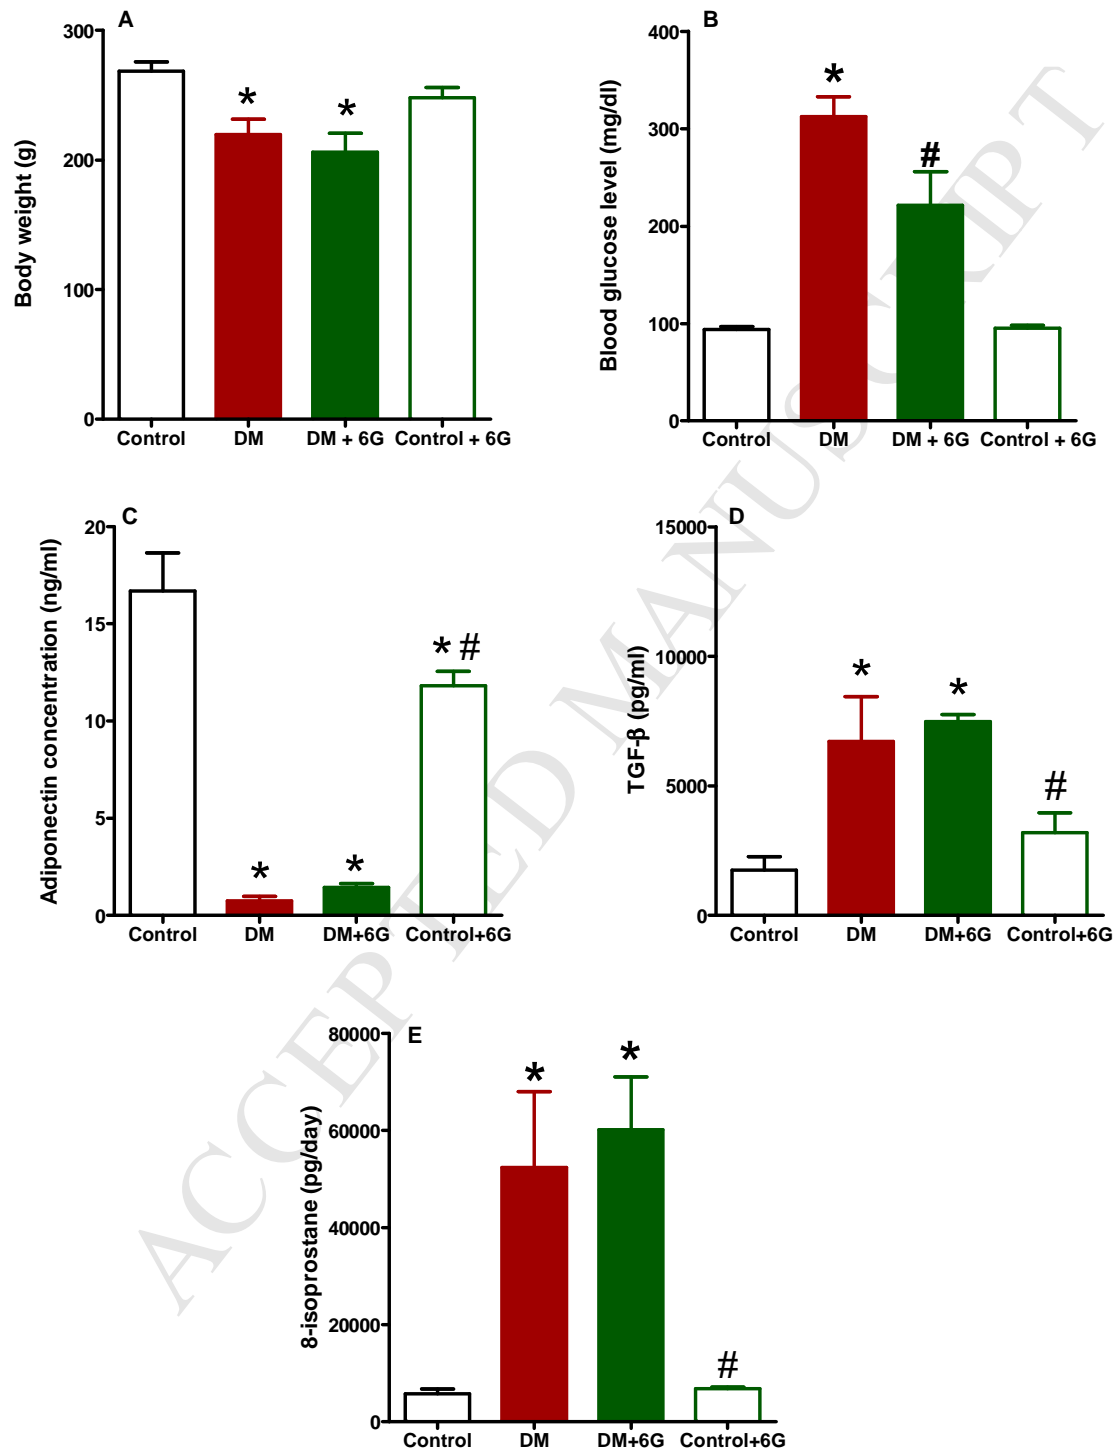 A
Body weight (g)
300
200
100
0
* *
Control DM DM + 6G Control + 6G
B
Blood glucose level (mg/dl)
400
300
200
100
0
*
#
Control DM DM + 6G Control + 6G
C
Adiponectin concentration (ng/ml)
20
15
10
5
0
* * * #
Control DM DM+6G Control+6G
D
TGF-β (pg/ml)
15000
10000
5000
0
* * #
Control DM DM+6G Control+6G
E
8-isoprostane (pg/day)
80000
60000
40000
20000
0
* * #
Control DM DM+6G Control+6G
ACCEPTED MANUSCRIPT